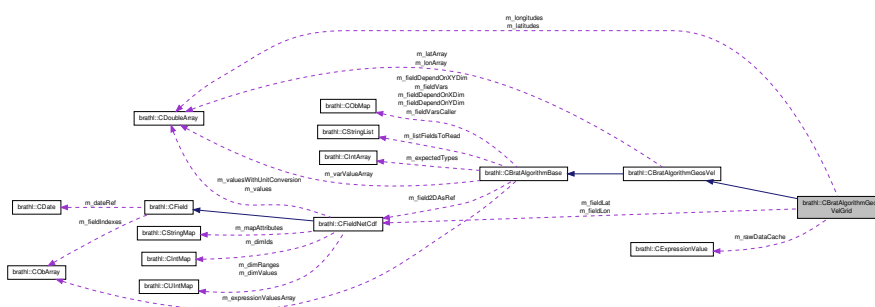 m_longitudes
m_latitudes
m_latArray
m_lonArray
m_fieldDependOnXYDim
m_fieldVars
m_fieldDependOnXDim
m_fieldDependOnYDim
m_fieldVarsCaller
brathl::CObMap
brathl::CDoubleArray
brathl::CStringList
m_listFieldsToRead
brathl::CIntArray
m_expectedTypes
m_valuesWithUnitConversion
m_values
m_varValueArray
brathl::CBratAlgorithmBase
brathl::CBratAlgorithmGeosVel
m_field2DAsRef
m_fieldLat
m_fieldLon
brathl::CBratAlgorithmGeo
VelGrid
brathl::CDate
m_dateRef
brathl::CField
m_fieldIndexes
brathl::CStringMap
m_mapAttributes
brathl::CFieldNetCdf
m_dimIds
m_rawDataCache
brathl::CExpressionValue
brathl::CIntMap
m_dimRanges
m_dimValues
brathl::CObArray
brathl::CUIntMap
m_expressionValuesArray